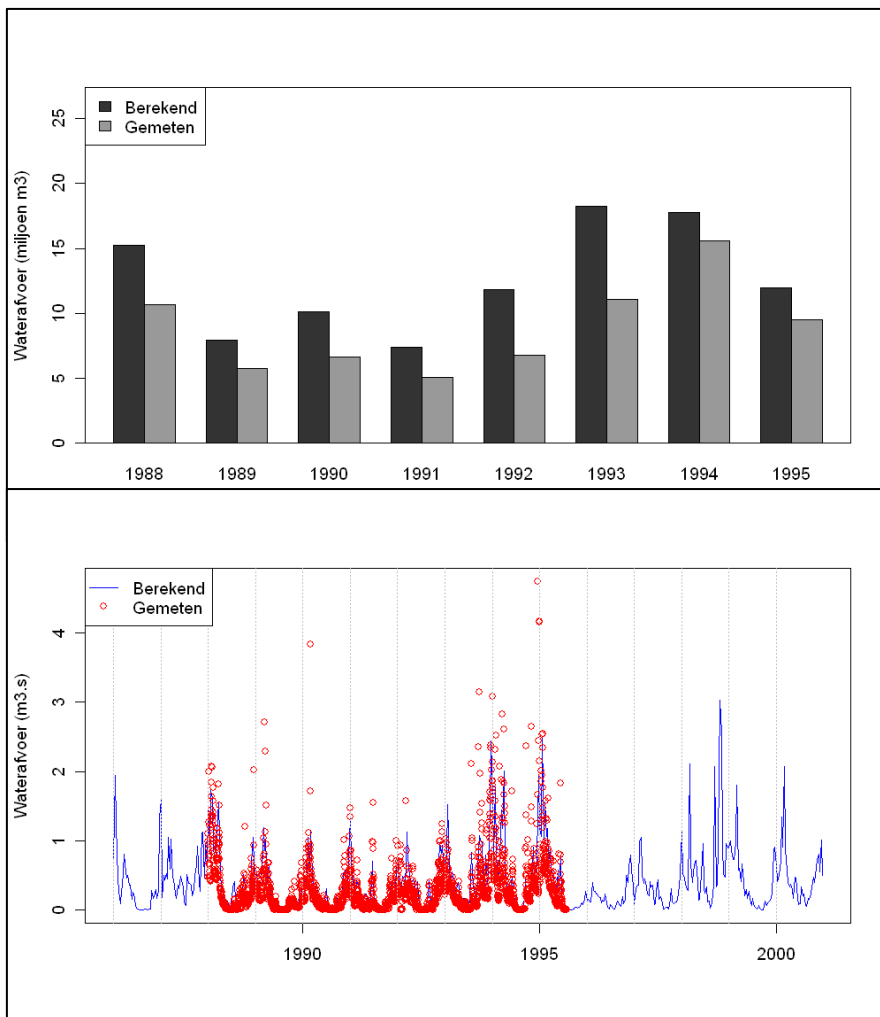 Waterafvoer (miljoen m3)
25
20
15
10
5
0
Berekend
Gemeten
1988 1989 1990 1991 1992 1993 1994 1995
Waterafvoer (m3.s)
4
3
2
1
0
Berekend
Gemeten
1990 1995 2000